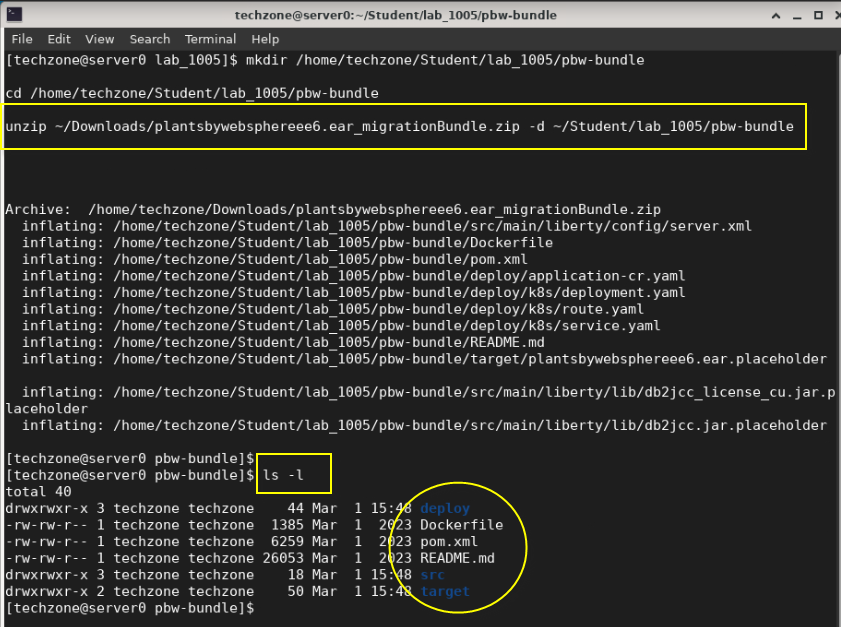 techzone@server0:~/Student/lab_1005/pbw-bundle
File Edit View Search Terminal Help
[techzone@server0 lab_1005]$ mkdir /home/techzone/Student/lab_1005/pbw-bundle
cd /home/techzone/Student/lab_1005/pbw-bundle
unzip ~/Downloads/plantsbywebsphereee6.ear_migrationBundle.zip -d ~/Student/lab_1005/pbw-bundle
Archive:  /home/techzone/Downloads/plantsbywebsphereee6.ear_migrationBundle.zip
  inflating: /home/techzone/Student/lab_1005/pbw-bundle/src/main/liberty/config/server.xml
  inflating: /home/techzone/Student/lab_1005/pbw-bundle/Dockerfile
  inflating: /home/techzone/Student/lab_1005/pbw-bundle/pom.xml
  inflating: /home/techzone/Student/lab_1005/pbw-bundle/deploy/application-cr.yaml
  inflating: /home/techzone/Student/lab_1005/pbw-bundle/deploy/k8s/deployment.yaml
  inflating: /home/techzone/Student/lab_1005/pbw-bundle/deploy/k8s/route.yaml
  inflating: /home/techzone/Student/lab_1005/pbw-bundle/deploy/k8s/service.yaml
  inflating: /home/techzone/Student/lab_1005/pbw-bundle/README.md
  inflating: /home/techzone/Student/lab_1005/pbw-bundle/target/plantsbywebsphereee6.ear.placeholder
  inflating: /home/techzone/Student/lab_1005/pbw-bundle/src/main/liberty/lib/db2jcc_license_cu.jar.p
laceholder
  inflating: /home/techzone/Student/lab_1005/pbw-bundle/src/main/liberty/lib/db2jcc.jar.placeholder
[techzone@server0 pbw-bundle]$
[techzone@server0 pbw-bundle]$ ls -l
total 40
drwxrwxr-x 3 techzone techzone    44 Mar  1 15:48 deploy
-rw-rw-r-- 1 techzone techzone  1385 Mar  1  2023 Dockerfile
-rw-rw-r-- 1 techzone techzone  6259 Mar  1  2023 pom.xml
-rw-rw-r-- 1 techzone techzone 26053 Mar  1  2023 README.md
drwxrwxr-x 3 techzone techzone    18 Mar  1 15:48 src
drwxrwxr-x 2 techzone techzone    50 Mar  1 15:48 target
[techzone@server0 pbw-bundle]$